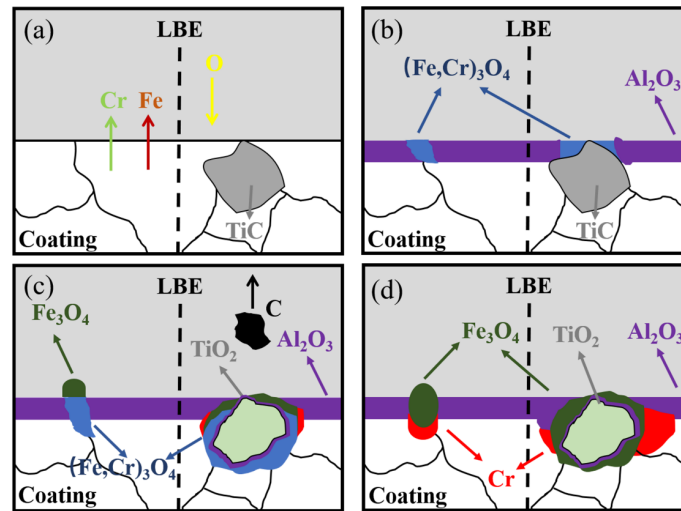 (a)
LBE
O
Cr
Fe
TiC
Coating
(b)
LBE
(Fe,Cr)₃O₄
Al₂O₃
TiC
Coating
(c)
LBE
C
Fe₃O₄
TiO₂
Al₂O₃
(Fe,Cr)₃O₄
Coating
(d)
LBE
Fe₃O₄
TiO₂
Al₂O₃
Cr
Coating